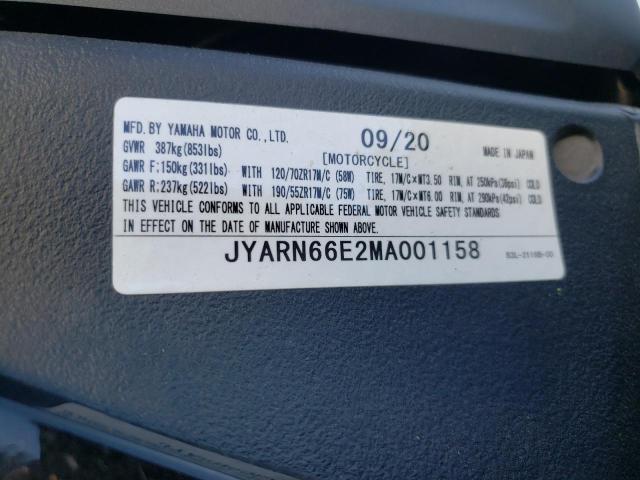 MFD. BY YAMAHA MOTOR CO., LTD. 09/20 MADE IN JAPAN
GVWR 387kg(853lbs) [MOTORCYCLE]
GAWR F:150kg(331lbs) WITH 120/70ZR17M/C (58W) TIRE, 17M/C×MT3.50 RIM, AT 250kPa(36psi) COLD
GAWR R:237kg(522lbs) WITH 190/55ZR17M/C (75W) TIRE, 17M/C×MT6.00 RIM, AT 290kPa(42psi) COLD
THIS VEHICLE CONFORMS TO ALL APPLICABLE FEDERAL MOTOR VEHICLE SAFETY STANDARDS
IN EFFECT ON THE DATE OF MANUFACTURE SHOWN ABOVE.
JYARN66E2MA001158